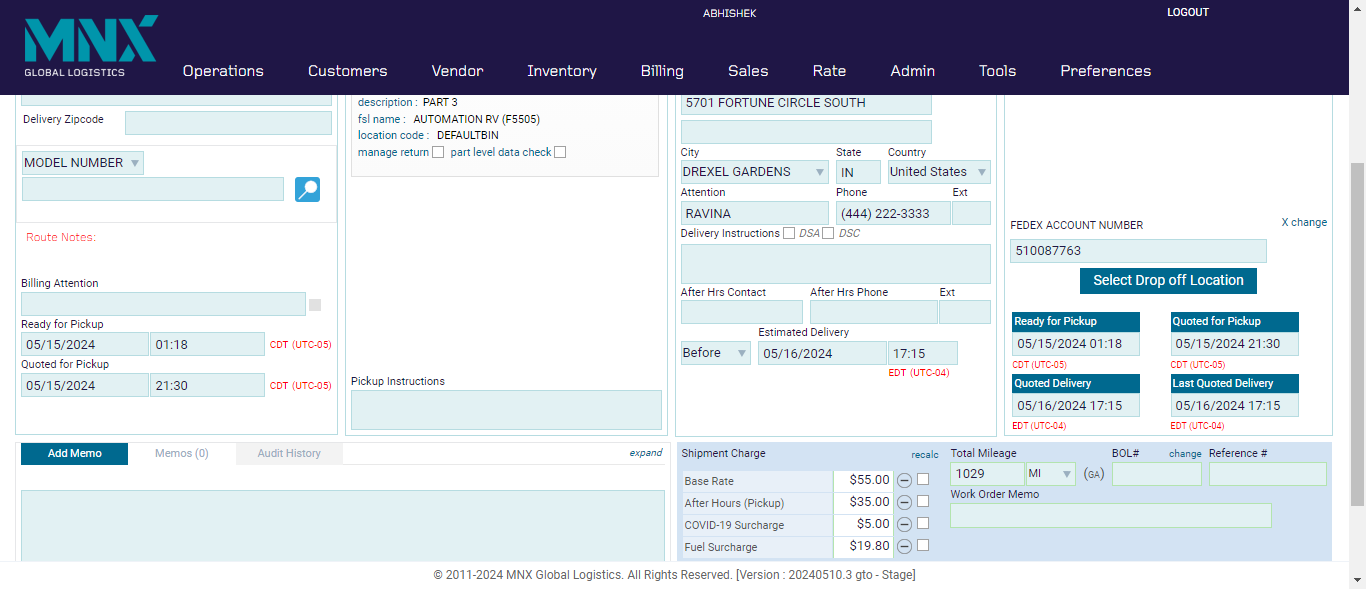 ABHISHEK
LOGOUT
MNX
GLOBAL LOGISTICS
Operations Customers Vendor Inventory Billing Sales Rate Admin Tools Preferences
Delivery Zipcode
MODEL NUMBER
Route Notes:
Billing Attention
Ready for Pickup
05/15/2024 01:18 CDT (UTC-05)
Quoted for Pickup
05/15/2024 21:30 CDT (UTC-05)
description : PART 3
fsl name : AUTOMATION RV (F5505)
location code : DEFAULTBIN
manage return part level data check
Pickup Instructions
5701 FORTUNE CIRCLE SOUTH
City State Country
DREXEL GARDENS IN United States
Attention Phone Ext
RAVINA (444) 222-3333
Delivery Instructions DSA DSC
After Hrs Contact After Hrs Phone Ext
Estimated Delivery
Before 05/16/2024 17:15
EDT (UTC-04)
FEDEX ACCOUNT NUMBER X change
510087763
Select Drop off Location
Ready for Pickup Quoted for Pickup
05/15/2024 01:18 05/15/2024 21:30
CDT (UTC-05) CDT (UTC-05)
Quoted Delivery Last Quoted Delivery
05/16/2024 17:15 05/16/2024 17:15
EDT (UTC-04) EDT (UTC-04)
Add Memo Memos (0) Audit History expand
Shipment Charge recalc
Base Rate $55.00
After Hours (Pickup) $35.00
COVID-19 Surcharge $5.00
Fuel Surcharge $19.80
Total Mileage BOL# change Reference #
1029 MI (GA)
Work Order Memo
© 2011-2024 MNX Global Logistics. All Rights Reserved. [Version : 20240510.3 gto - Stage]